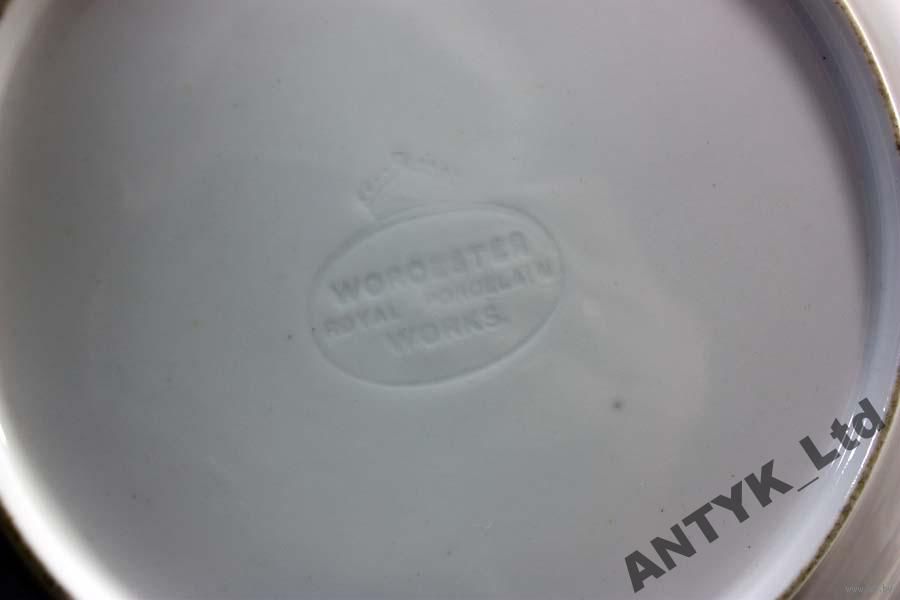 WORCESTER
ROYAL PORCELAIN
WORKS
ANTYK_Ltd